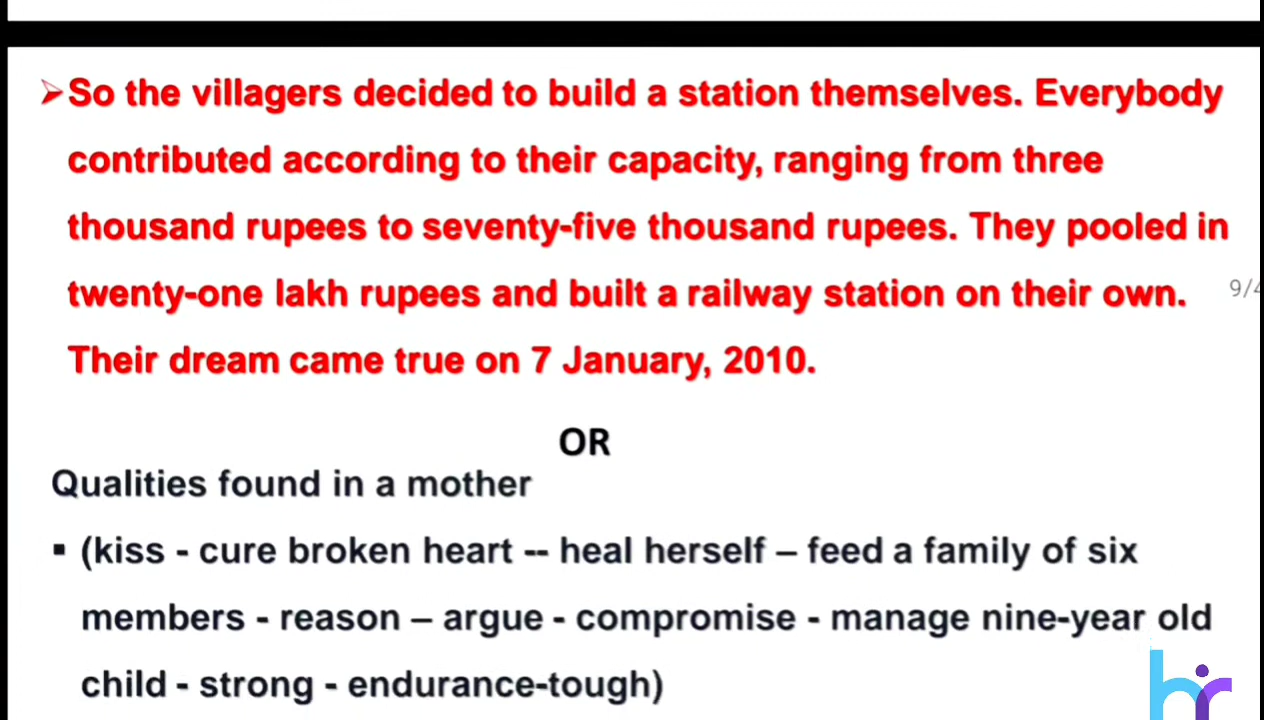 ➢So the villagers decided to build a station themselves. Everybody
contributed according to their capacity, ranging from three
thousand rupees to seventy-five thousand rupees. They pooled in
twenty-one lakh rupees and built a railway station on their own.
9/4
Their dream came true on 7 January, 2010.
OR
Qualities found in a mother
▪ (kiss - cure broken heart -- heal herself – feed a family of six
members - reason – argue - compromise - manage nine-year old
child - strong - endurance-tough)
hr